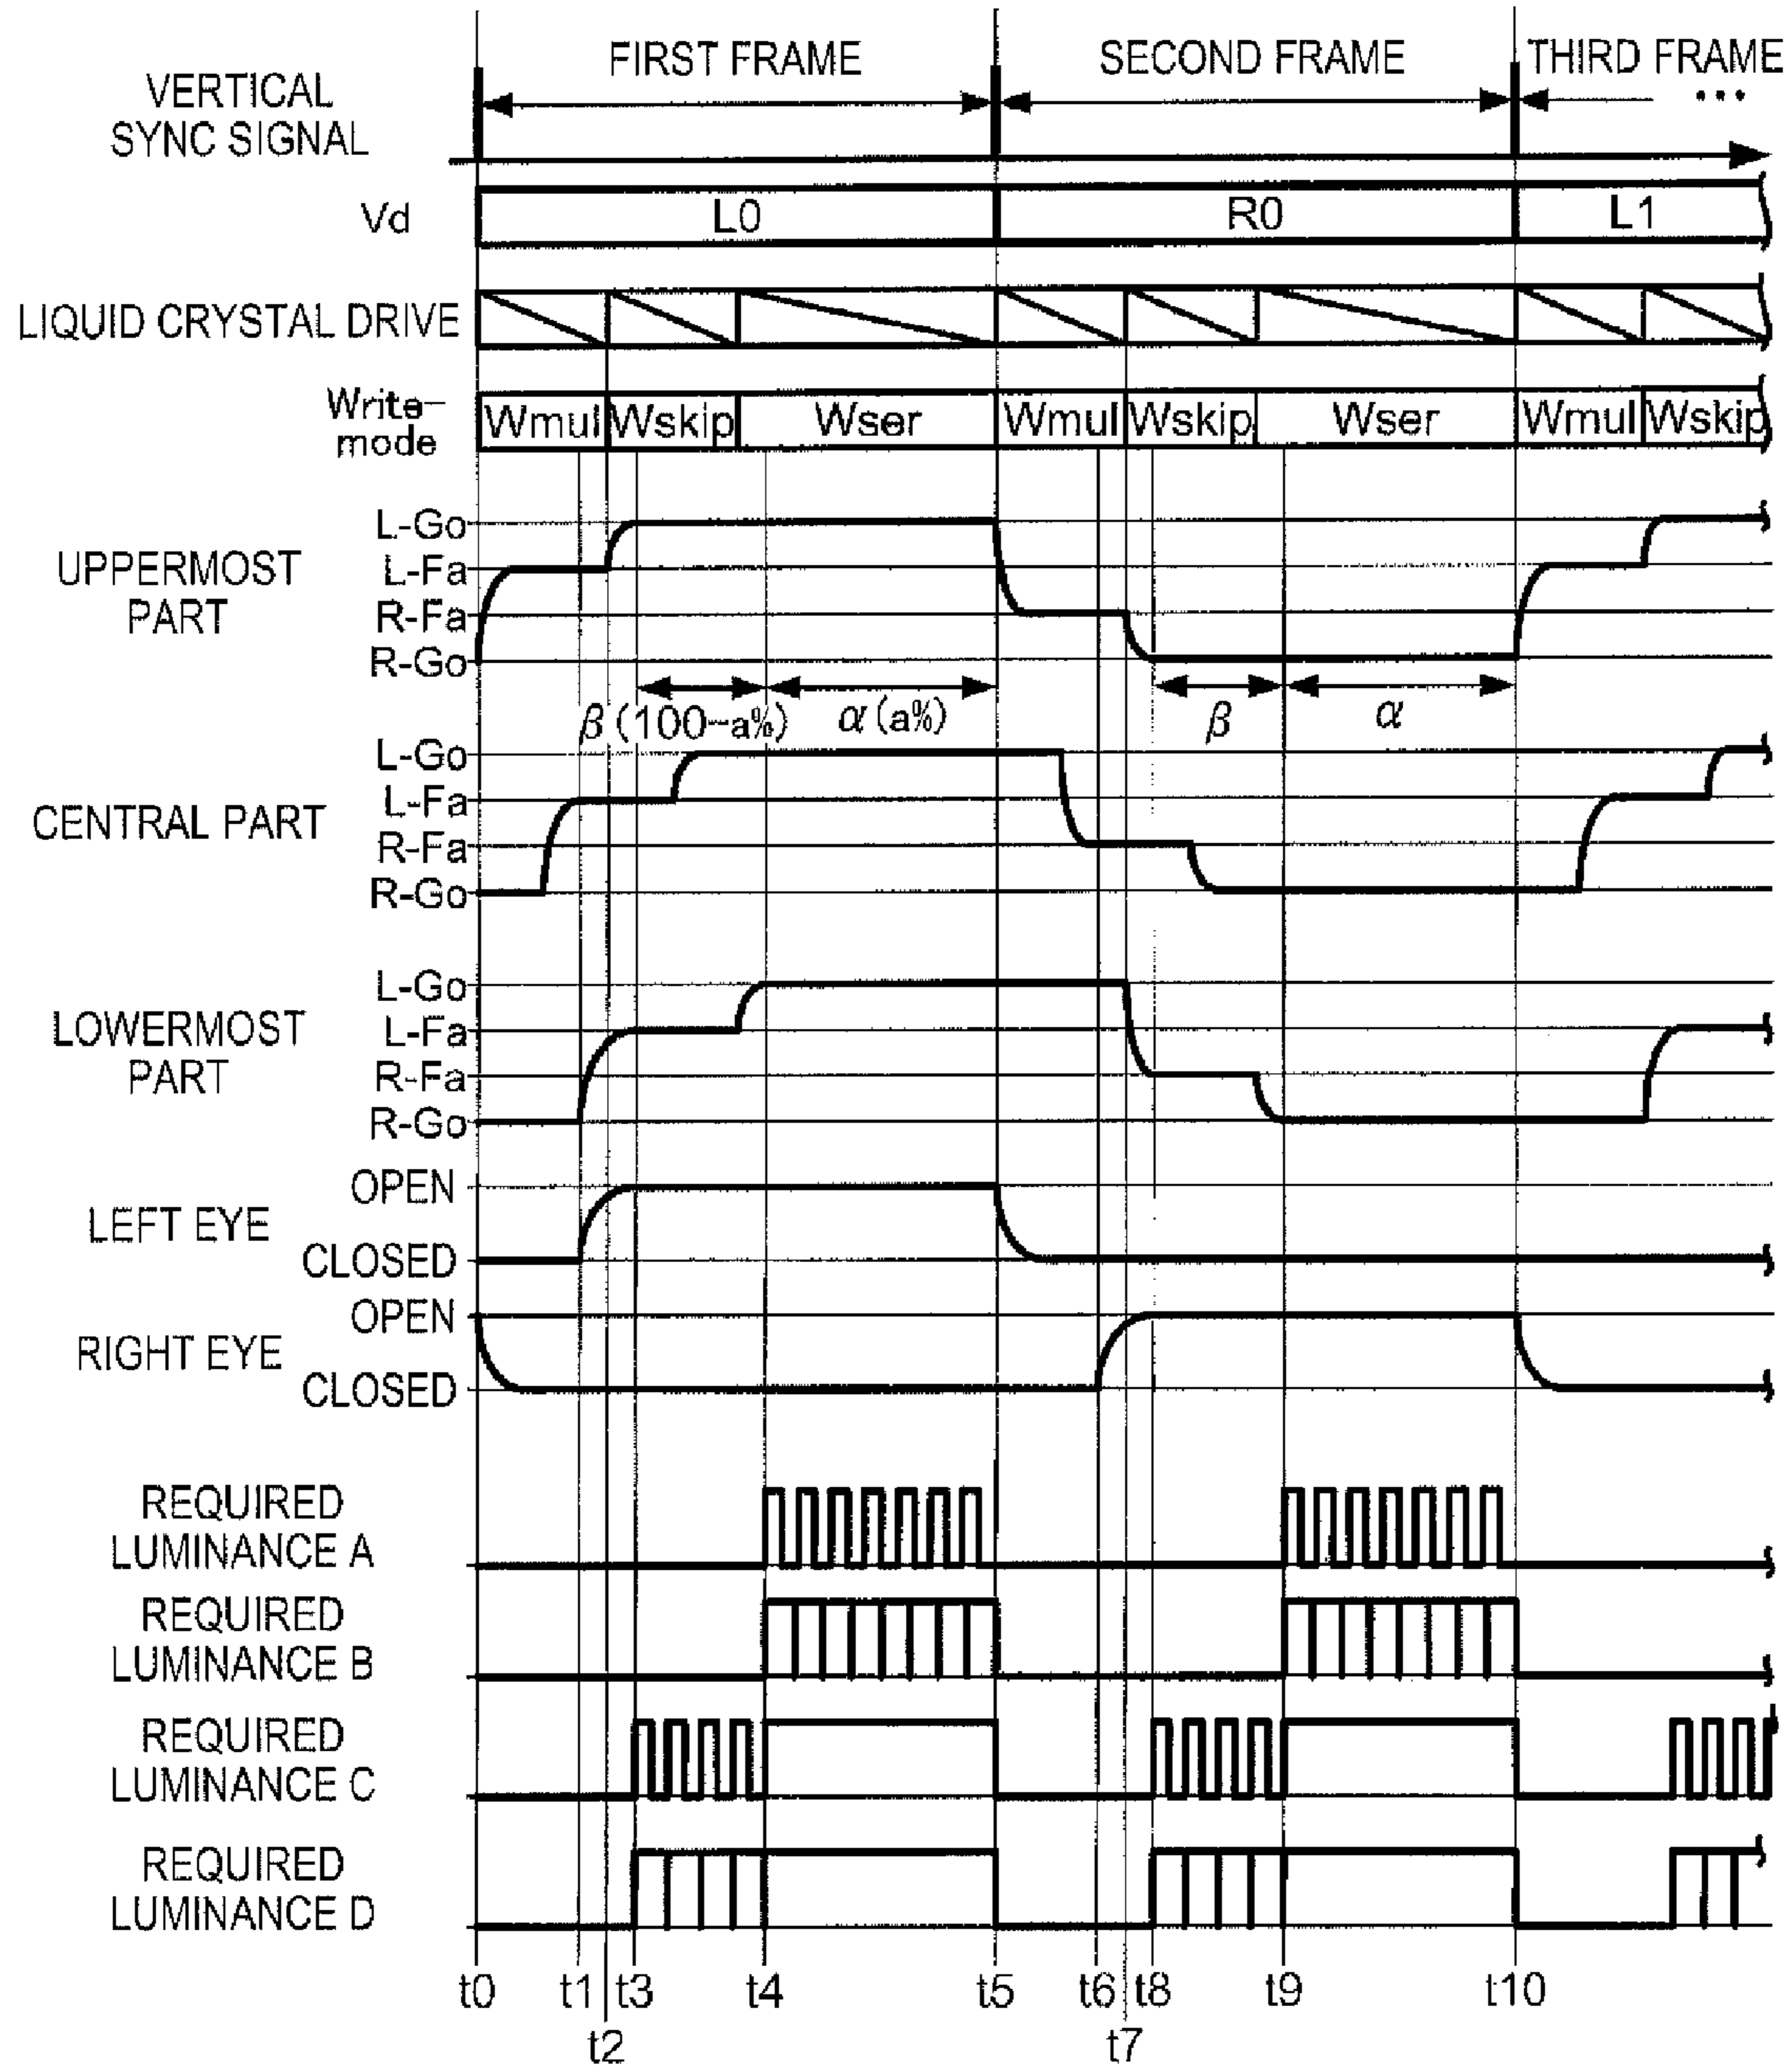 FIRST FRAME
SECOND FRAME
THIRD FRAME
...
VERTICAL
SYNC SIGNAL
Vd
L0
R0
L1
LIQUID CRYSTAL DRIVE
Write-
mode
Wmul
Wskip
Wser
Wmul
Wskip
Wser
Wmul
Wskip
UPPERMOST
PART
L-Go
L-Fa
R-Fa
R-Go
β (100-a%)
α (a%)
β
α
CENTRAL PART
L-Go
L-Fa
R-Fa
R-Go
LOWERMOST
PART
L-Go
L-Fa
R-Fa
R-Go
LEFT EYE
OPEN
CLOSED
RIGHT EYE
OPEN
CLOSED
REQUIRED
LUMINANCE A
REQUIRED
LUMINANCE B
REQUIRED
LUMINANCE C
REQUIRED
LUMINANCE D
t0
t1
t3
t4
t5
t6
t8
t9
t10
t2
t7